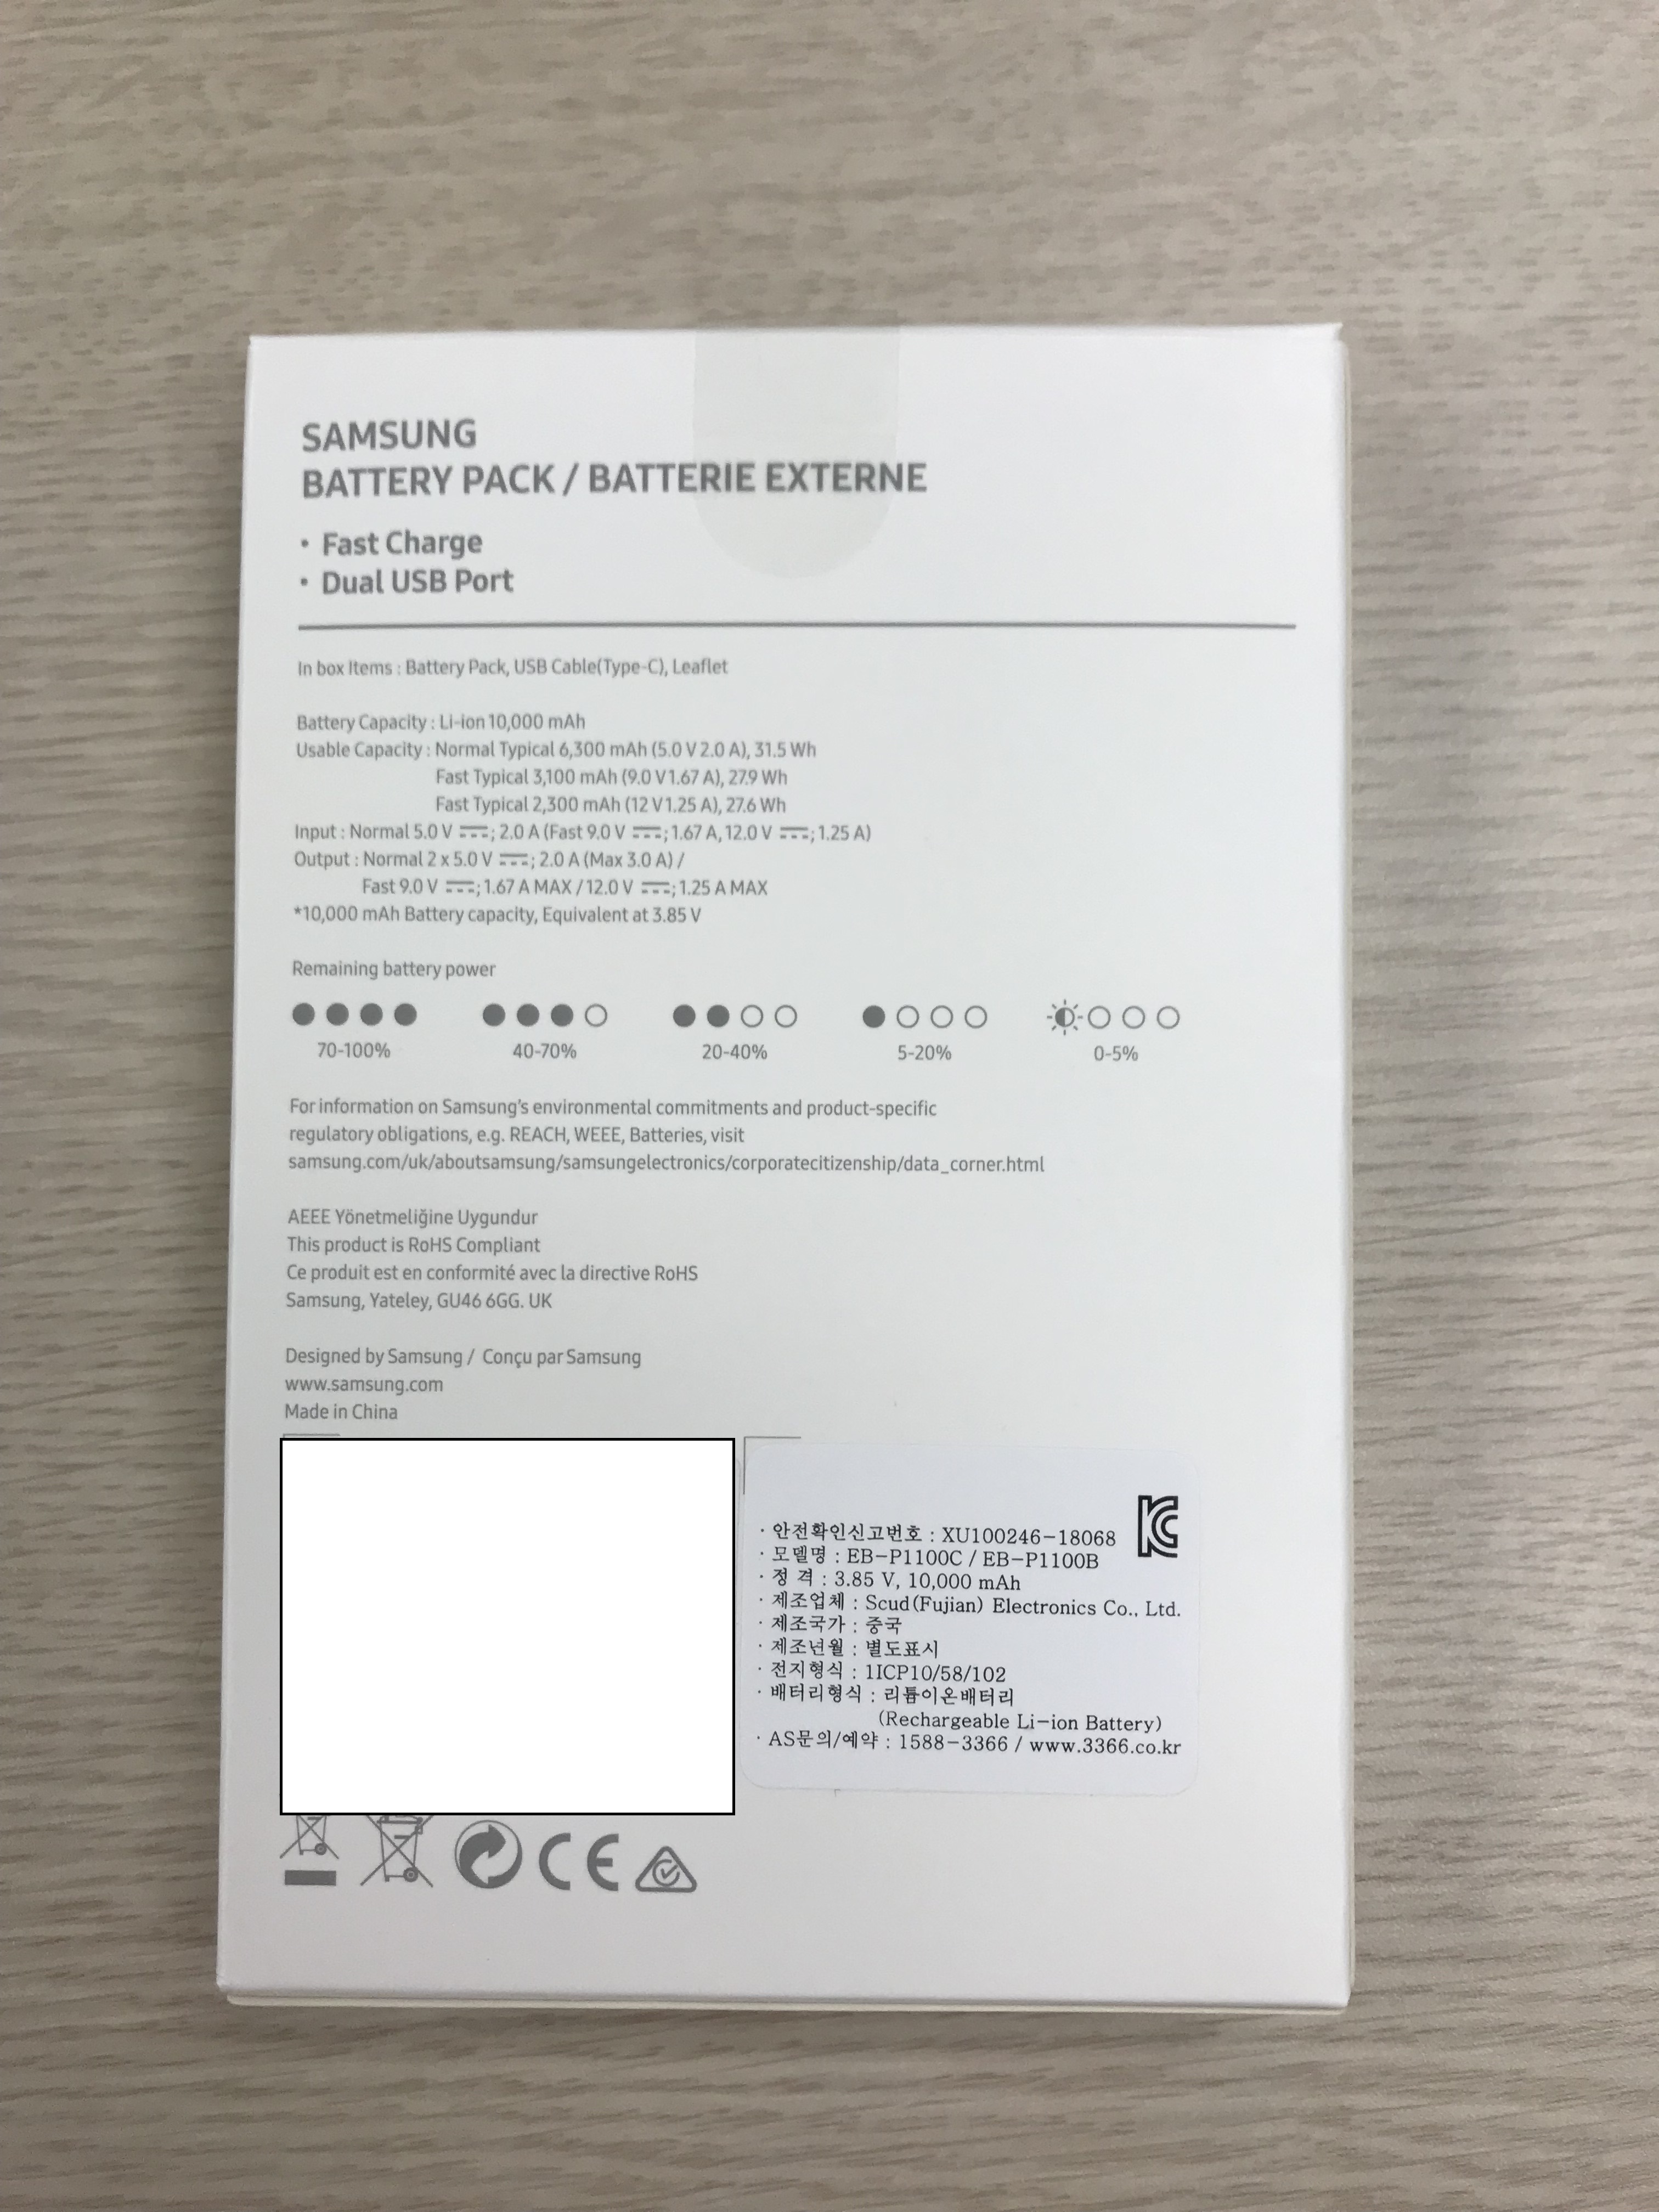 SAMSUNG
BATTERY PACK / BATTERIE EXTERNE
• Fast Charge
• Dual USB Port
In box Items : Battery Pack, USB Cable(Type-C), Leaflet
Battery Capacity : Li-ion 10,000 mAh
Usable Capacity : Normal Typical 6,300 mAh (5.0 V 2.0 A), 31.5 Wh
Fast Typical 3,100 mAh (9.0 V 1.67 A), 27.9 Wh
Fast Typical 2,300 mAh (12 V 1.25 A), 27.6 Wh
Input : Normal 5.0 V ⎓; 2.0 A (Fast 9.0 V ⎓; 1.67 A, 12.0 V ⎓; 1.25 A)
Output : Normal 2 x 5.0 V ⎓; 2.0 A (Max 3.0 A) /
Fast 9.0 V ⎓; 1.67 A MAX / 12.0 V ⎓; 1.25 A MAX
*10,000 mAh Battery capacity, Equivalent at 3.85 V
Remaining battery power
70-100% 40-70% 20-40% 5-20% 0-5%
For information on Samsung's environmental commitments and product-specific
regulatory obligations, e.g. REACH, WEEE, Batteries, visit
samsung.com/uk/aboutsamsung/samsungelectronics/corporatecitizenship/data_corner.html
AEEE Yönetmeliğine Uygundur
This product is RoHS Compliant
Ce produit est en conformité avec la directive RoHS
Samsung, Yateley, GU46 6GG. UK
Designed by Samsung / Conçu par Samsung
www.samsung.com
Made in China
· 안전확인신고번호 : XU100246-18068
· 모델명 : EB-P1100C / EB-P1100B
· 정 격 : 3.85 V, 10,000 mAh
· 제조업체 : Scud(Fujian) Electronics Co., Ltd.
· 제조국가 : 중국
· 제조년월 : 별도표시
· 전지형식 : 1ICP10/58/102
· 배터리형식 : 리튬이온배터리
(Rechargeable Li-ion Battery)
· AS문의/예약 : 1588-3366 / www.3366.co.kr
KC
CE